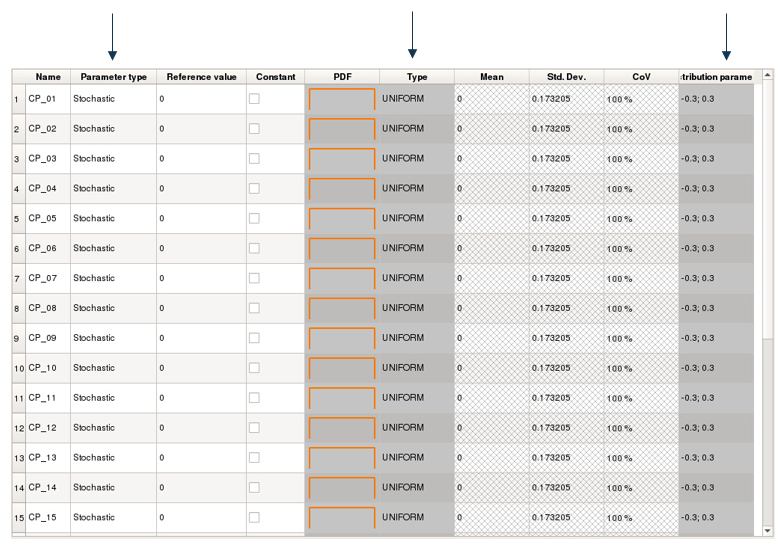 Name Parameter type Reference value Constant PDF Type Mean Std. Dev. CoV tribution parame
1 CP_01 Stochastic 0 UNIFORM 0 0.173205 100 % -0.3; 0.3
2 CP_02 Stochastic 0 UNIFORM 0 0.173205 100 % -0.3; 0.3
3 CP_03 Stochastic 0 UNIFORM 0 0.173205 100 % -0.3; 0.3
4 CP_04 Stochastic 0 UNIFORM 0 0.173205 100 % -0.3; 0.3
5 CP_05 Stochastic 0 UNIFORM 0 0.173205 100 % -0.3; 0.3
6 CP_06 Stochastic 0 UNIFORM 0 0.173205 100 % -0.3; 0.3
7 CP_07 Stochastic 0 UNIFORM 0 0.173205 100 % -0.3; 0.3
8 CP_08 Stochastic 0 UNIFORM 0 0.173205 100 % -0.3; 0.3
9 CP_09 Stochastic 0 UNIFORM 0 0.173205 100 % -0.3; 0.3
10 CP_10 Stochastic 0 UNIFORM 0 0.173205 100 % -0.3; 0.3
11 CP_11 Stochastic 0 UNIFORM 0 0.173205 100 % -0.3; 0.3
12 CP_12 Stochastic 0 UNIFORM 0 0.173205 100 % -0.3; 0.3
13 CP_13 Stochastic 0 UNIFORM 0 0.173205 100 % -0.3; 0.3
14 CP_14 Stochastic 0 UNIFORM 0 0.173205 100 % -0.3; 0.3
15 CP_15 Stochastic 0 UNIFORM 0 0.173205 100 % -0.3; 0.3